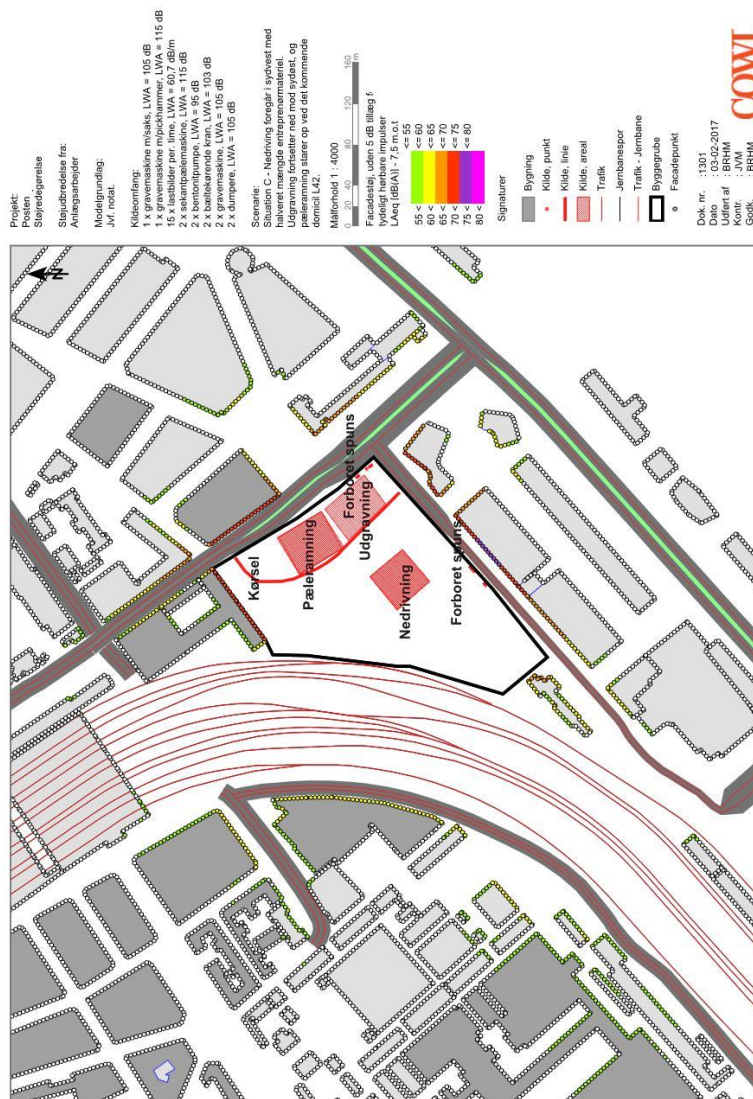 Projekt:
Posten
Støjredegørelse
Støjudbredelse fra:
Anlægsarbejder
Modelgrundlag:
Jvf. notat.
Kildeomfang:
1 x gravemaskine m/saks, LWA = 105 dB
1 x gravemaskine m/pickhammer, LWA = 115 dB
15 x lastbiler per. time, LWA = 60,7 dB/m
2 x sekantpælemaskine, LWA = 115 dB
2 x bentonitpumpe, LWA = 95 dB
2 x bæltekørende kran, LWA = 103 dB
2 x gravemaskine, LWA = 105 dB
2 x dumpere, LWA = 105 dB
Scenarie:
Situation C - Nedriving foregår i sydvest med
halveret mængde entreprenørmateriel.
Udgravning fortsætter ned mod sydøst, og
pæleramning starer op ved det kommende
domicil L42.
Målforhold 1 : 4000
0 20 40 80 120 160
m
Facadestøj, uden 5 dB tillæg f
tydeligt hørbare impulser
LAeq [dB(A)] - 7,5 m.o.t
<= 55
55 < <= 60
60 < <= 65
65 < <= 70
70 < <= 75
75 < <= 80
80 <
Signaturer
Bygning
Kilde, punkt
Kilde, linie
Kilde, areal
Trafik
Jernbanespor
Trafik - Jernbane
Byggegrube
Facadepunkt
Dok. nr. :1330.1
Dato : 03-02-2017
Udført af : BRHM
Kontr. : JVM
Godk. : BRHM
COWI
N
Kørsel
Pæleramning
Forboret spuns
Udgravning
Nedrivning
Forboret spuns